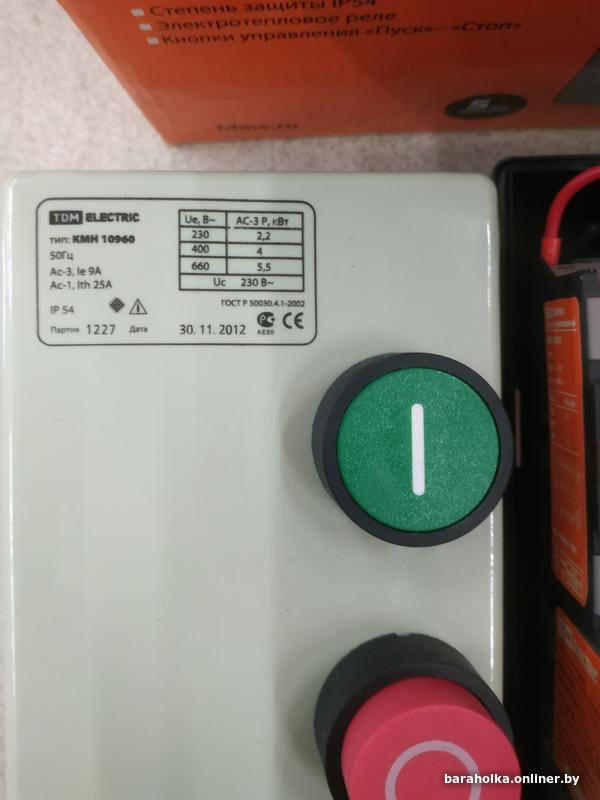 Степень защиты IP54
Электротепловое реле
Кнопки управления «Пуск»– «Стоп»
5
tdme.ru
TDM ELECTRIC
тип: КМН 10960
50Гц
Ac-3, Ie 9A
Ac-1, Ith 25A
IP 54
Партия 1227 Дата 30. 11. 2012
Ue, В~ AC-3 P, кВт
230 2,2
400 4
660 5,5
Uc 230 В~
ГОСТ Р 50030.4.1-2002
АЕ95
CE
baraholka.onliner.by